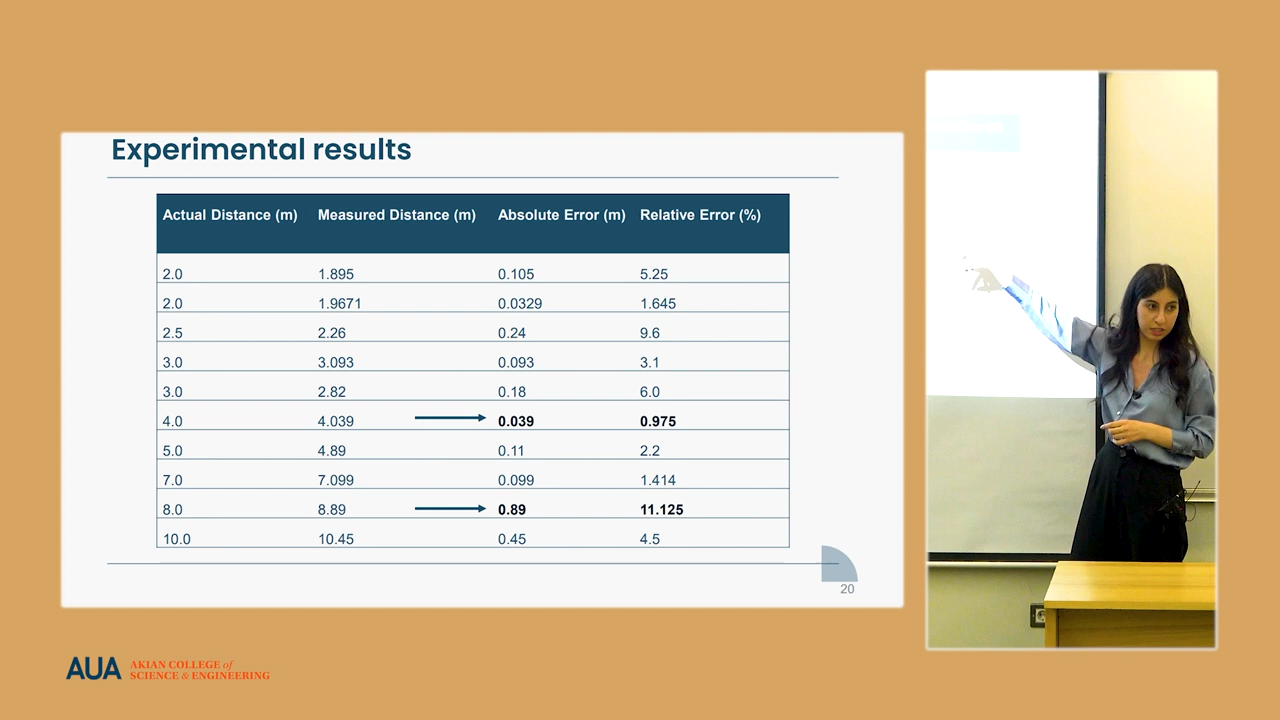 Experimental results
Actual Distance (m) Measured Distance (m) Absolute Error (m) Relative Error (%)
2.0 1.895 0.105 5.25
2.0 1.9671 0.0329 1.645
2.5 2.26 0.24 9.6
3.0 3.093 0.093 3.1
3.0 2.82 0.18 6.0
4.0 4.039 0.039 0.975
5.0 4.89 0.11 2.2
7.0 7.099 0.099 1.414
8.0 8.89 0.89 11.125
10.0 10.45 0.45 4.5
20
AUA AKIAN COLLEGE of
SCIENCE & ENGINEERING